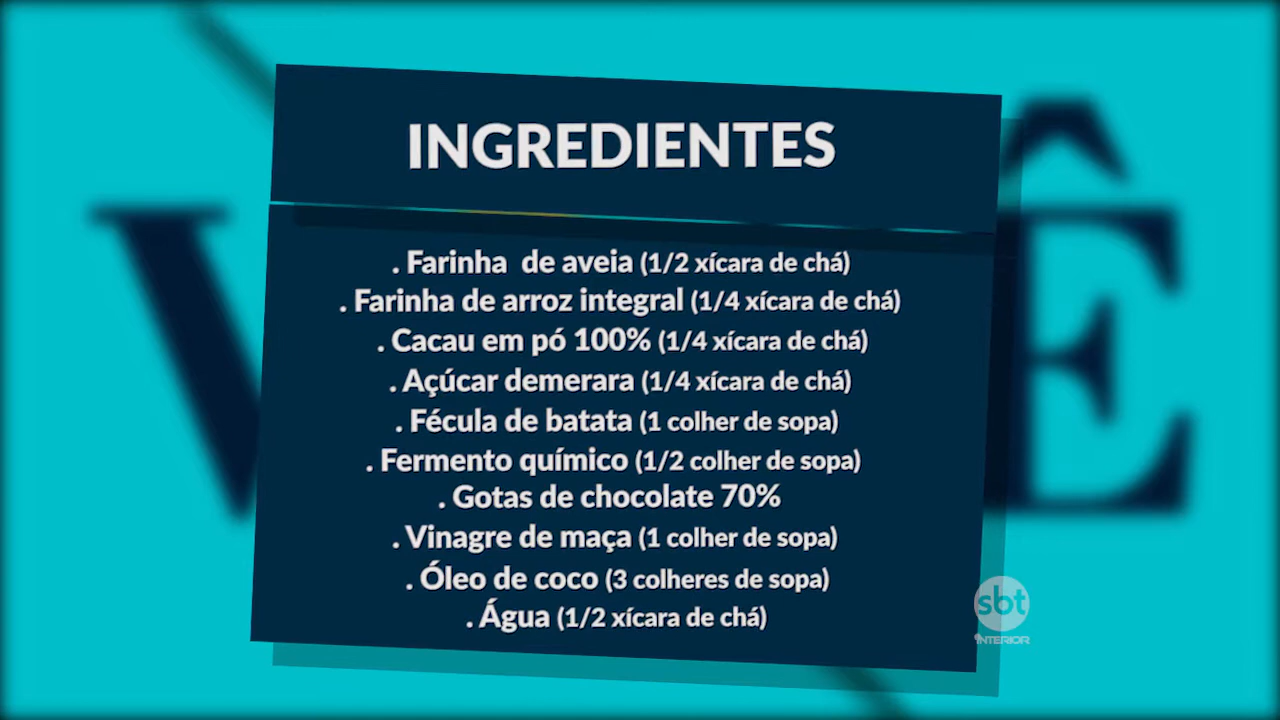 INGREDIENTES
. Farinha de aveia (1/2 xícara de chá)
. Farinha de arroz integral (1/4 xícara de chá)
. Cacau em pó 100% (1/4 xícara de chá)
. Açúcar demerara (1/4 xícara de chá)
. Fécula de batata (1 colher de sopa)
. Fermento químico (1/2 colher de sopa)
. Gotas de chocolate 70%
. Vinagre de maça (1 colher de sopa)
. Óleo de coco (3 colheres de sopa)
. Água (1/2 xícara de chá)
sbt
INTERIOR
V Ê